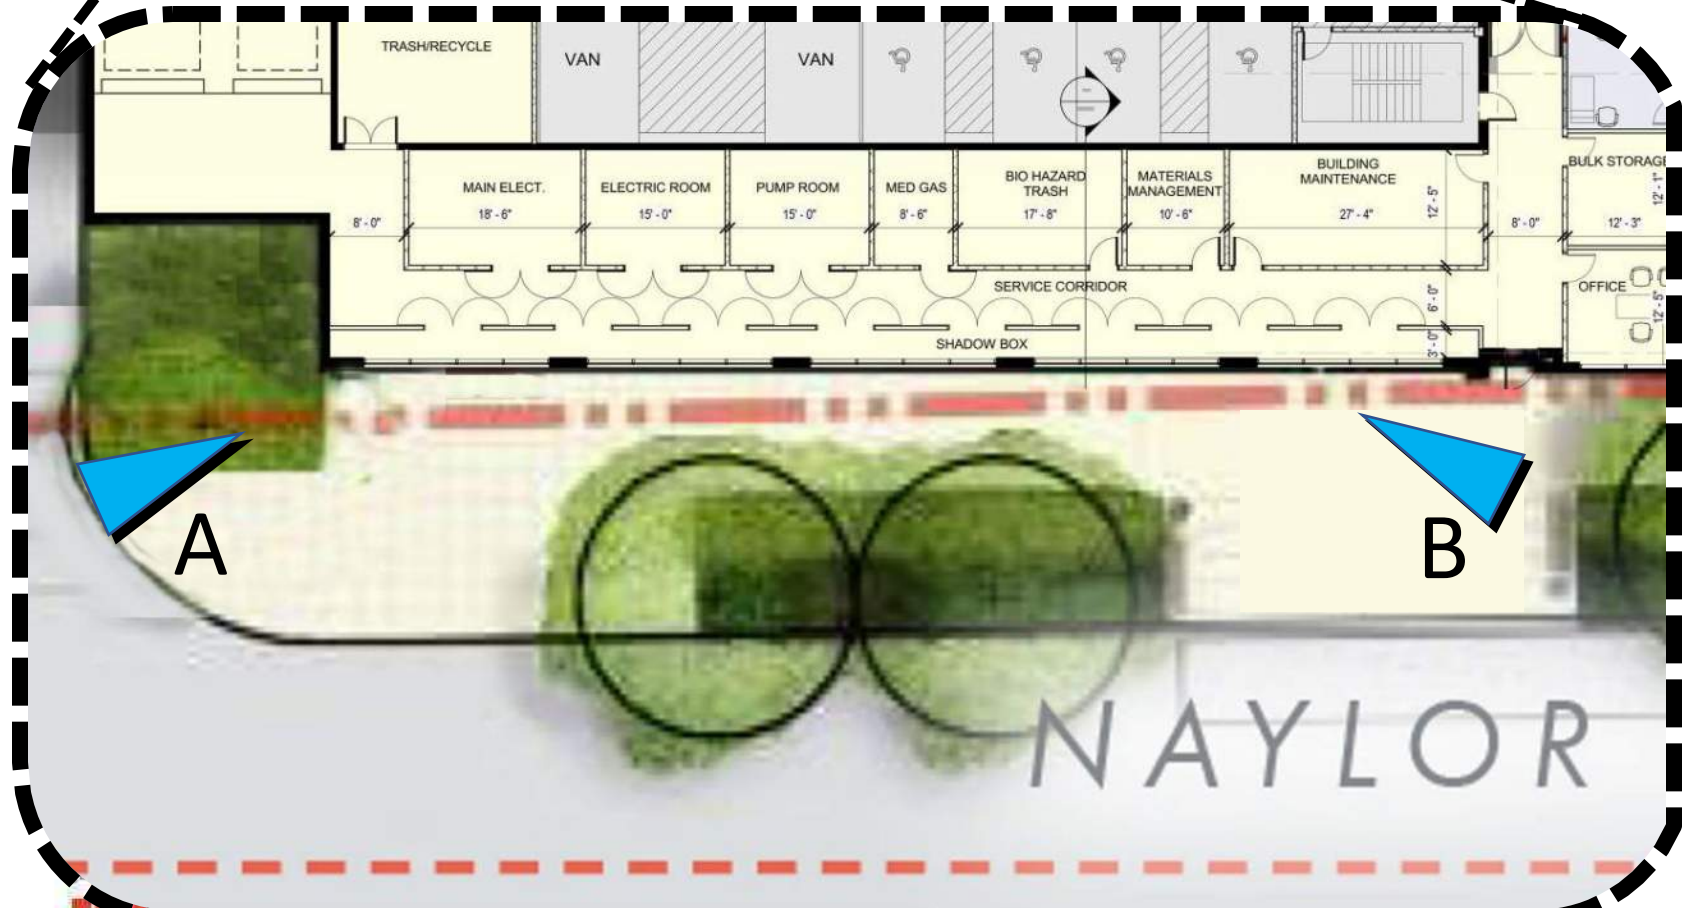 TRASH/RECYCLE
VAN
VAN
MAIN ELECT.
18' - 6"
ELECTRIC ROOM
15' - 0"
PUMP ROOM
15' - 0"
MED GAS
8' - 6"
BIO HAZARD
TRASH
17' - 8"
MATERIALS
MANAGEMENT
10' - 6"
BUILDING
MAINTENANCE
27' - 4"
12' - 5"
BULK STORAGE
12' - 1"
12' - 3"
8' - 0"
8' - 0"
SERVICE CORRIDOR
6' - 0"
OFFICE
12' - 5"
SHADOW BOX
3' - 0"
A
B
NAYLOR